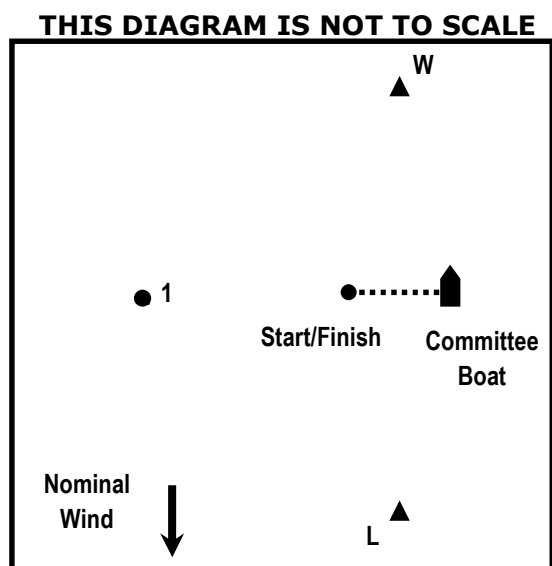 THIS DIAGRAM IS NOT TO SCALE
W
1
Start/Finish
Committee
Boat
Nominal
Wind
L